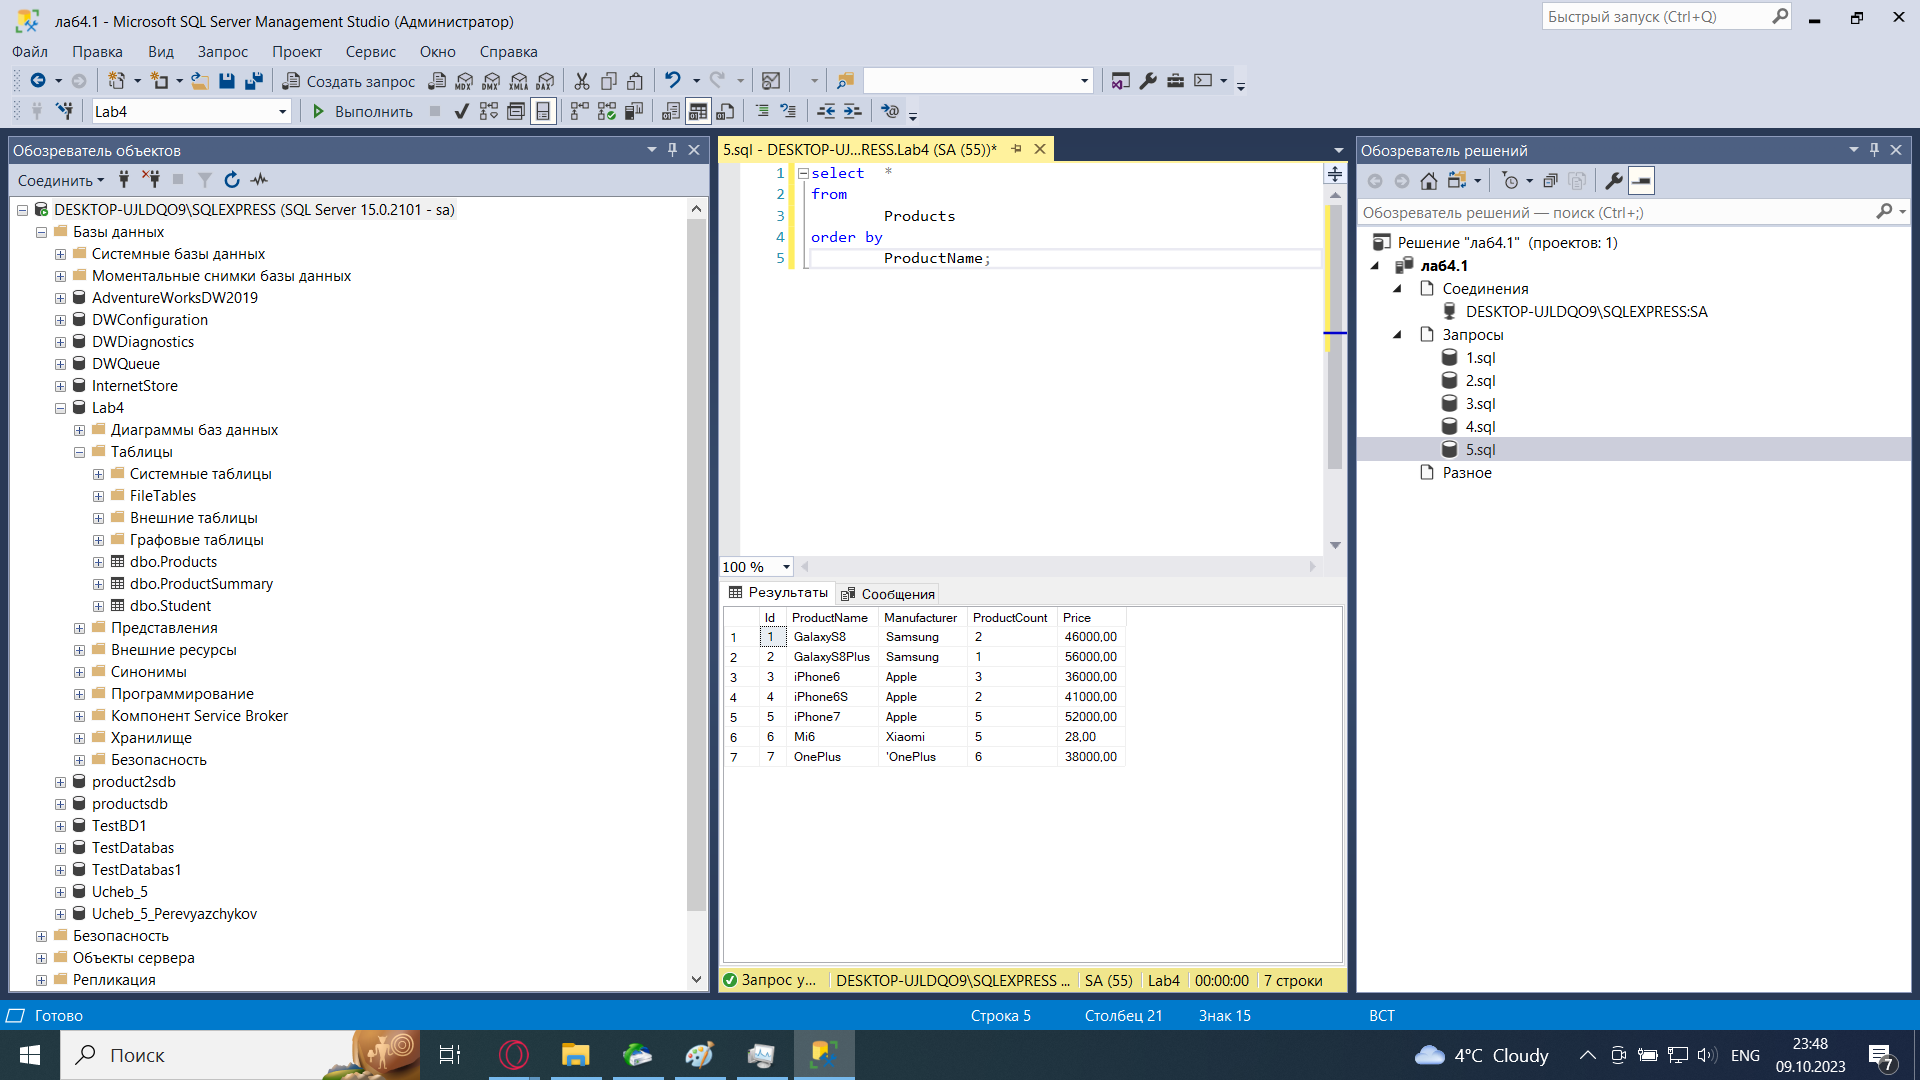 лаб4.1 - Microsoft SQL Server Management Studio (Администратор)
Быстрый запуск (Ctrl+Q)
Файл Правка Вид Запрос Проект Сервис Окно Справка
Создать запрос
MDX DMX XMLA DAX
Lab4
Выполнить
Обозреватель объектов
Соединить
DESKTOP-UJLDQO9\SQLEXPRESS (SQL Server 15.0.2101 - sa)
Базы данных
Системные базы данных
Моментальные снимки базы данных
AdventureWorksDW2019
DWConfiguration
DWDiagnostics
DWQueue
InternetStore
Lab4
Диаграммы баз данных
Таблицы
Системные таблицы
FileTables
Внешние таблицы
Графовые таблицы
dbo.Products
dbo.ProductSummary
dbo.Student
Представления
Внешние ресурсы
Синонимы
Программирование
Компонент Service Broker
Хранилище
Безопасность
product2sdb
productsdb
TestBD1
TestDatabas
TestDatabas1
Ucheb_5
Ucheb_5_Perevyazchykov
Безопасность
Объекты сервера
Репликация
5.sql - DESKTOP-UJ...RESS.Lab4 (SA (55))*
1 select *
2 from
3 Products
4 order by
5 ProductName;
100 %
Результаты Сообщения
Id ProductName Manufacturer ProductCount Price
1 1 GalaxyS8 Samsung 2 46000,00
2 2 GalaxyS8Plus Samsung 1 56000,00
3 3 iPhone6 Apple 3 36000,00
4 4 iPhone6S Apple 2 41000,00
5 5 iPhone7 Apple 5 52000,00
6 6 Mi6 Xiaomi 5 28,00
7 7 OnePlus 'OnePlus 6 38000,00
Запрос у... DESKTOP-UJLDQO9\SQLEXPRESS ... SA (55) Lab4 00:00:00 7 строки
Обозреватель решений
Обозреватель решений — поиск (Ctrl+;)
Решение "лаб4.1" (проектов: 1)
лаб4.1
Соединения
DESKTOP-UJLDQO9\SQLEXPRESS:SA
Запросы
1.sql
2.sql
3.sql
4.sql
5.sql
Разное
Готово
Строка 5 Столбец 21 Знак 15 ВСТ
Поиск
4°C Cloudy
ENG
23:48
09.10.2023
7